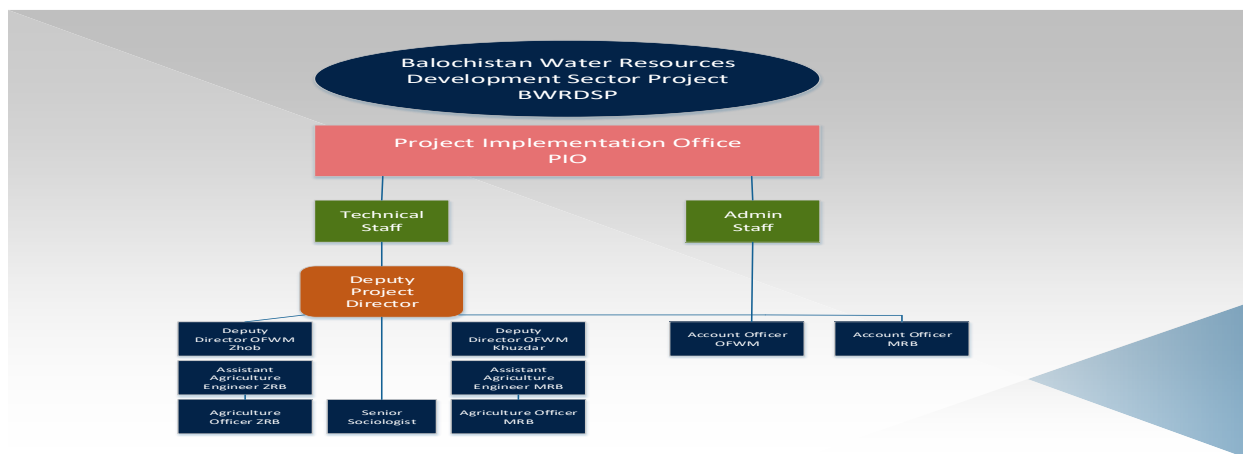 Balochistan Water Resources
Development Sector Project
BWRDSP
Project Implementation Office
PIO
Technical
Staff
Admin
Staff
Deputy
Project
Director
Deputy
Director OFWM
Zhob
Deputy
Director OFWM
Khuzdar
Account Officer
OFWM
Account Officer
MRB
Assistant
Agriculture
Engineer ZRB
Assistant
Agriculture
Engineer MRB
Agriculture
Officer ZRB
Senior
Sociologist
Agriculture Officer
MRB